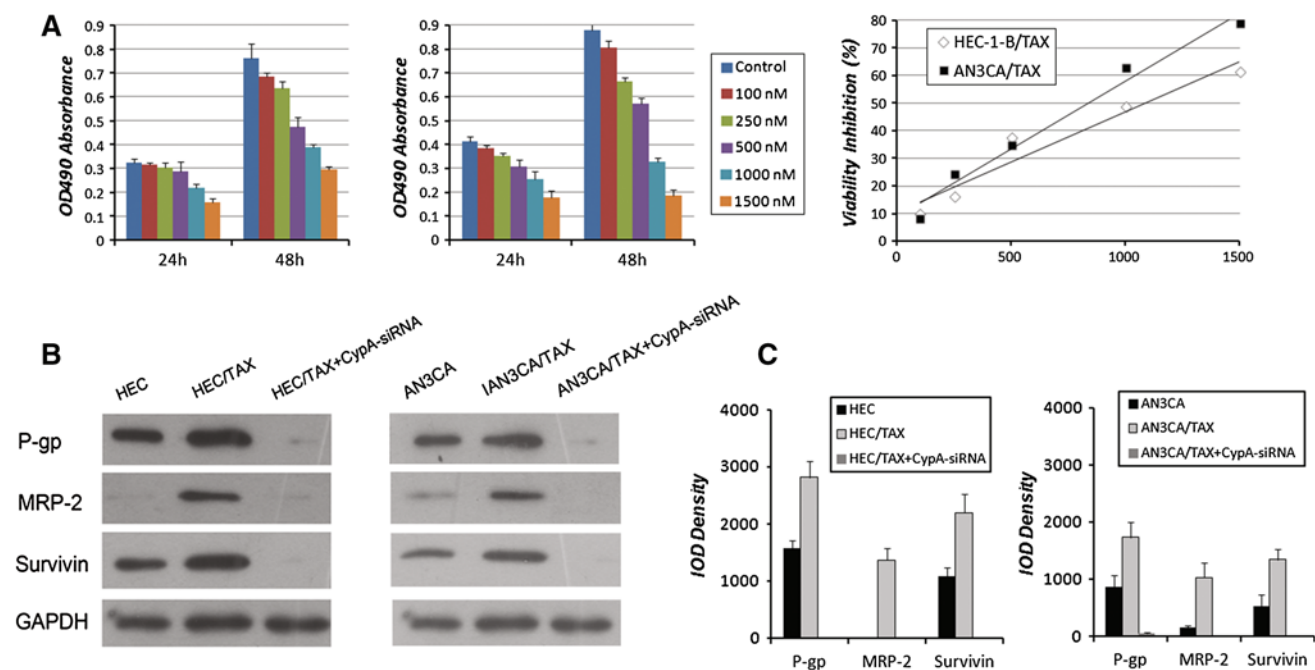 A
OD490 Absorbance
0.9
0.8
0.7
0.6
0.5
0.4
0.3
0.2
0.1
0
24h
48h
OD490 Absorbance
0.9
0.8
0.7
0.6
0.5
0.4
0.3
0.2
0.1
0
24h
48h
Control
100 nM
250 nM
500 nM
1000 nM
1500 nM
Viability Inhibition (%)
80
70
60
50
40
30
20
10
0
0
500
1000
1500
HEC-1-B/TAX
AN3CA/TAX
B
HEC
HEC/TAX
HEC/TAX+CypA-siRNA
AN3CA
IAN3CA/TAX
AN3CA/TAX+CypA-siRNA
P-gp
MRP-2
Survivin
GAPDH
C
IOD Density
4000
3000
2000
1000
0
P-gp
MRP-2
Survivin
HEC
HEC/TAX
HEC/TAX+CypA-siRNA
IOD Density
4000
3000
2000
1000
0
P-gp
MRP-2
Survivin
AN3CA
AN3CA/TAX
AN3CA/TAX+CypA-siRNA